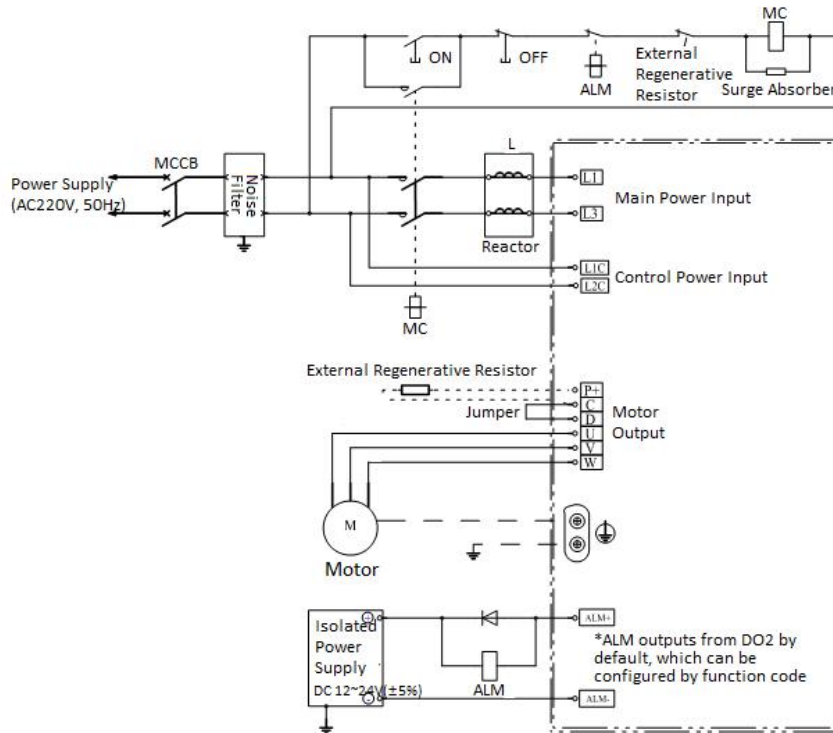 MC
ON
OFF
ALM
External
Regenerative
Resistor
Surge Absorber
MCCB
Power Supply
(AC220V, 50Hz)
Noise
Filter
L
Reactor
L1
Main Power Input
L3
L1C
Control Power Input
L2C
MC
External Regenerative Resistor
P+
Jumper
C
D
Motor
Output
U
V
W
M
Motor
Isolated
Power
Supply
DC 12~24V(±5%)
+
-
ALM
ALM+
*ALM outputs from DO2 by
default, which can be
configured by function code
ALM-